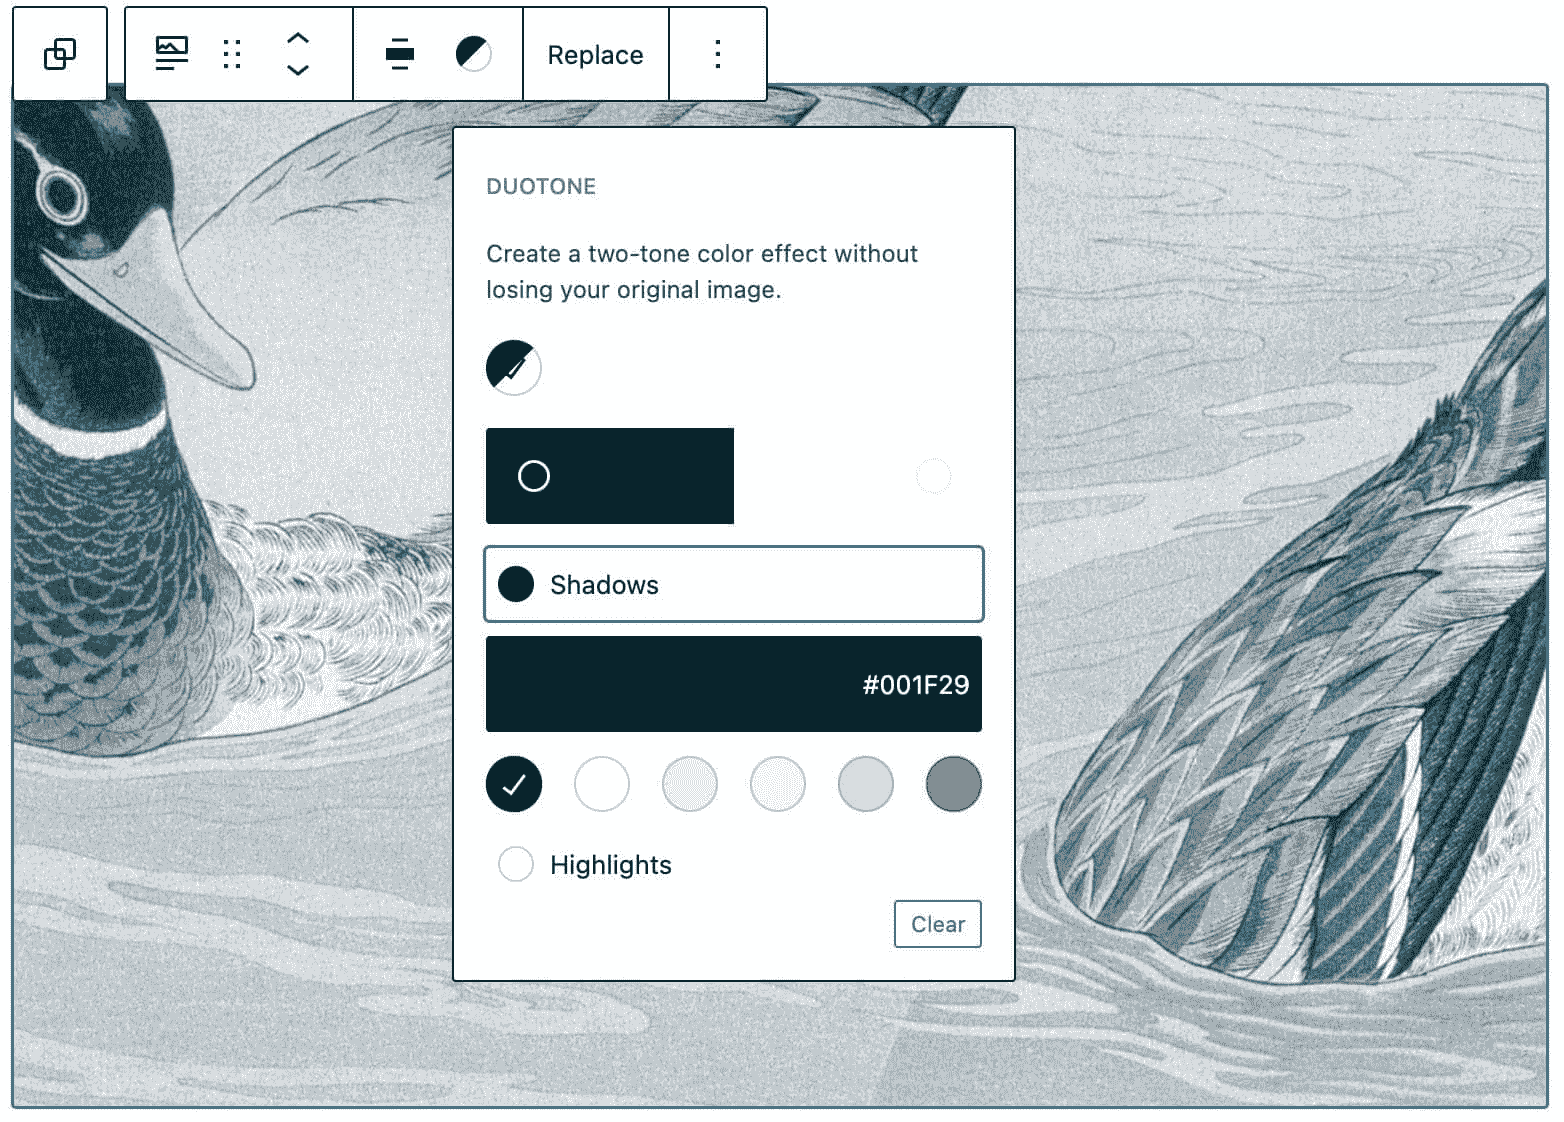 Replace
DUOTONE
Create a two-tone color effect without
losing your original image.
Shadows
#001F29
Highlights
Clear